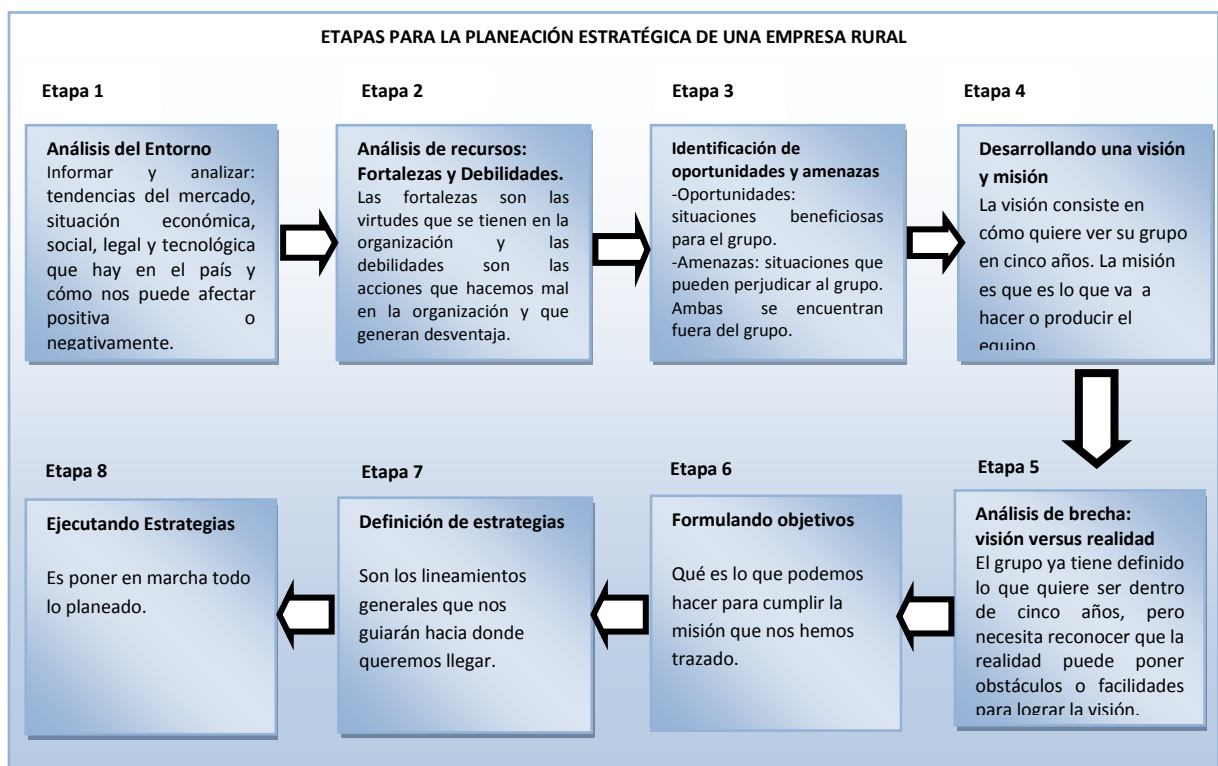 ETAPAS PARA LA PLANEACIÓN ESTRATÉGICA DE UNA EMPRESA RURAL
Etapa 1
Análisis del Entorno
Informar y analizar:
tendencias del mercado,
situación económica,
social, legal y tecnológica
que hay en el país y
cómo nos puede afectar
positiva o
negativamente.
Etapa 2
Análisis de recursos:
Fortalezas y Debilidades.
Las fortalezas son las
virtudes que se tienen en la
organización y las
debilidades son las
acciones que hacemos mal
en la organización y que
generan desventaja.
Etapa 3
Identificación de
oportunidades y amenazas
-Oportunidades:
situaciones beneficiosas
para el grupo.
-Amenazas: situaciones que
pueden perjudicar al grupo.
Ambas se encuentran
fuera del grupo.
Etapa 4
Desarrollando una visión
y misión
La visión consiste en
cómo quiere ver su grupo
en cinco años. La misión
es que es lo que va a
hacer o producir el
equipo.
Etapa 5
Análisis de brecha:
visión versus realidad
El grupo ya tiene definido
lo que quiere ser dentro
de cinco años, pero
necesita reconocer que la
realidad puede poner
obstáculos o facilidades
para lograr la visión.
Etapa 6
Formulando objetivos
Qué es lo que podemos
hacer para cumplir la
misión que nos hemos
trazado.
Etapa 7
Definición de estrategias
Son los lineamientos
generales que nos
guiarán hacia donde
queremos llegar.
Etapa 8
Ejecutando Estrategias
Es poner en marcha todo
lo planeado.